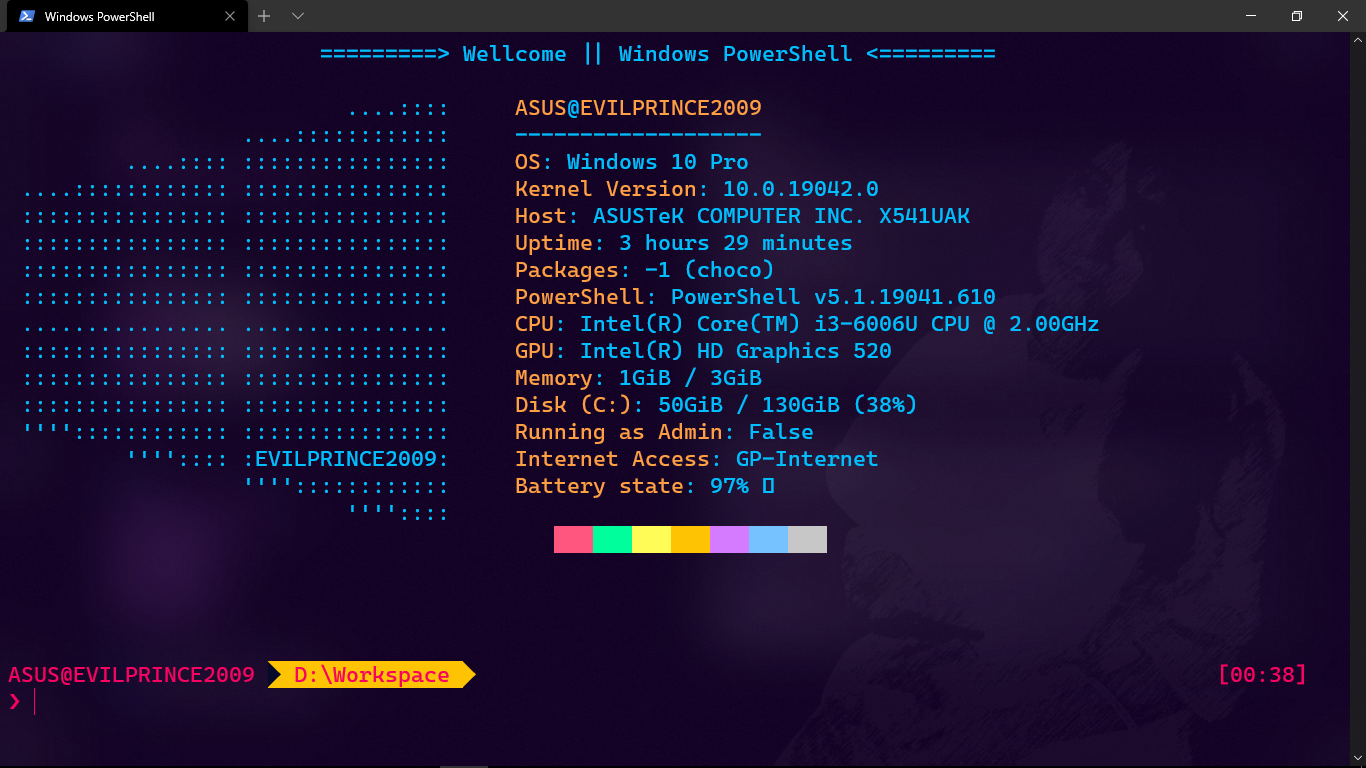 Windows PowerShell
=========> Wellcome || Windows PowerShell <=========
ASUS@EVILPRINCE2009
-------------------
OS: Windows 10 Pro
Kernel Version: 10.0.19042.0
Host: ASUSTeK COMPUTER INC. X541UAK
Uptime: 3 hours 29 minutes
Packages: -1 (choco)
PowerShell: PowerShell v5.1.19041.610
CPU: Intel(R) Core(TM) i3-6006U CPU @ 2.00GHz
GPU: Intel(R) HD Graphics 520
Memory: 1GiB / 3GiB
Disk (C:): 50GiB / 130GiB (38%)
Running as Admin: False
:EVILPRINCE2009:
Internet Access: GP-Internet
Battery state: 97% ▯
ASUS@EVILPRINCE2009 D:\Workspace [00:38]
❯